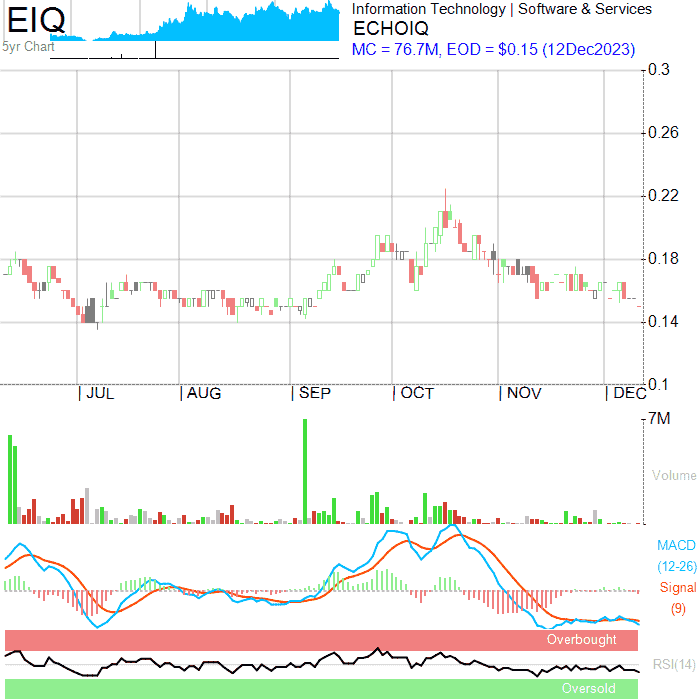 EIQ
5yr Chart
Information Technology | Software & Services
ECHOIQ
MC = 76.7M, EOD = $0.15 (12Dec2023)
0.3
0.26
0.22
0.18
0.14
0.1
| JUL | AUG | SEP | OCT | NOV | DEC
7M
Volume
MACD
(12-26)
Signal
(9)
Overbought
RSI(14)
Oversold